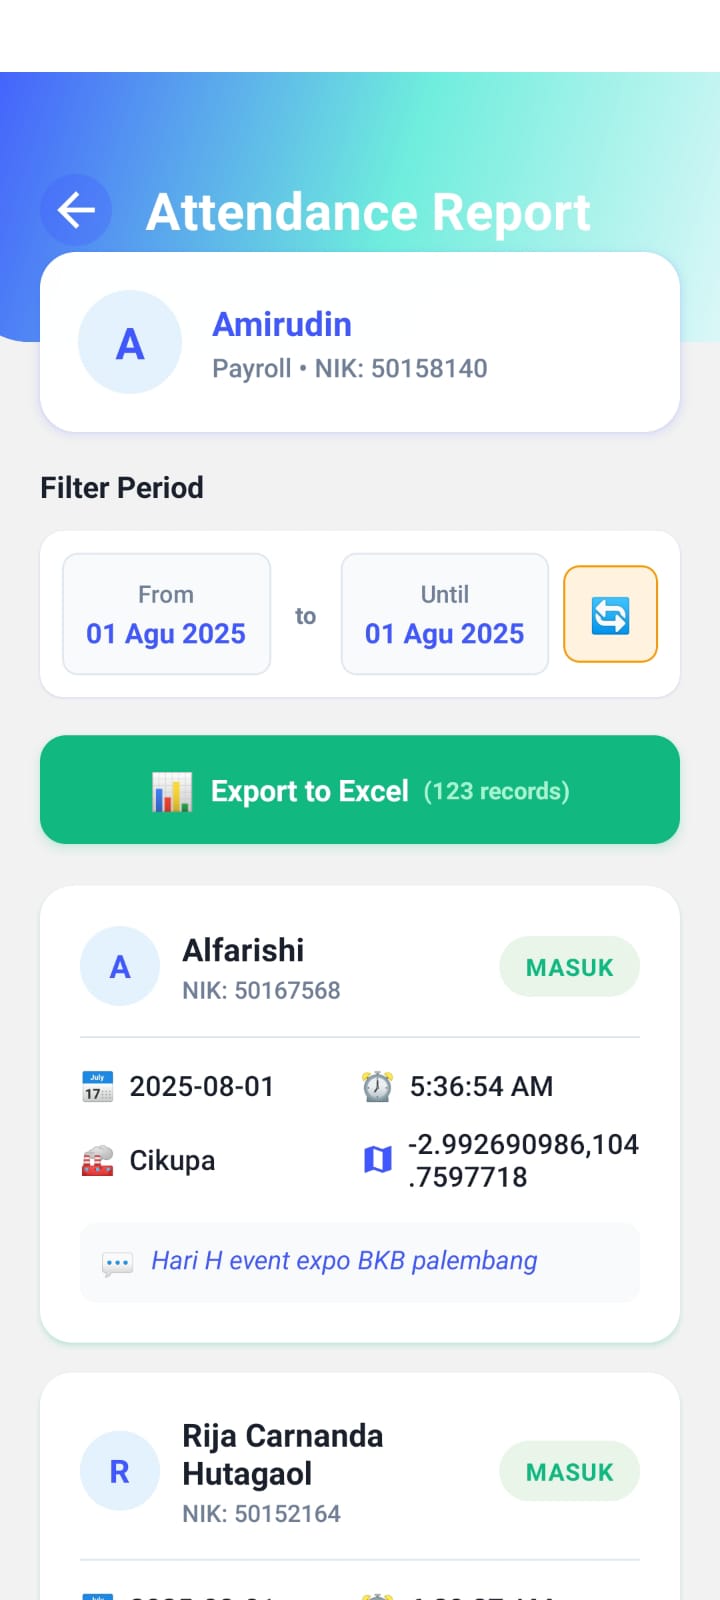 Attendance Report
A
Amirudin
Payroll • NIK: 50158140
Filter Period
From
01 Agu 2025
to
Until
01 Agu 2025
Export to Excel (123 records)
A
Alfarishi
NIK: 50167568
MASUK
July
17
2025-08-01
5:36:54 AM
Cikupa
-2.992690986,104
.7597718
Hari H event expo BKB palembang
R
Rija Carnanda
Hutagaol
NIK: 50152164
MASUK